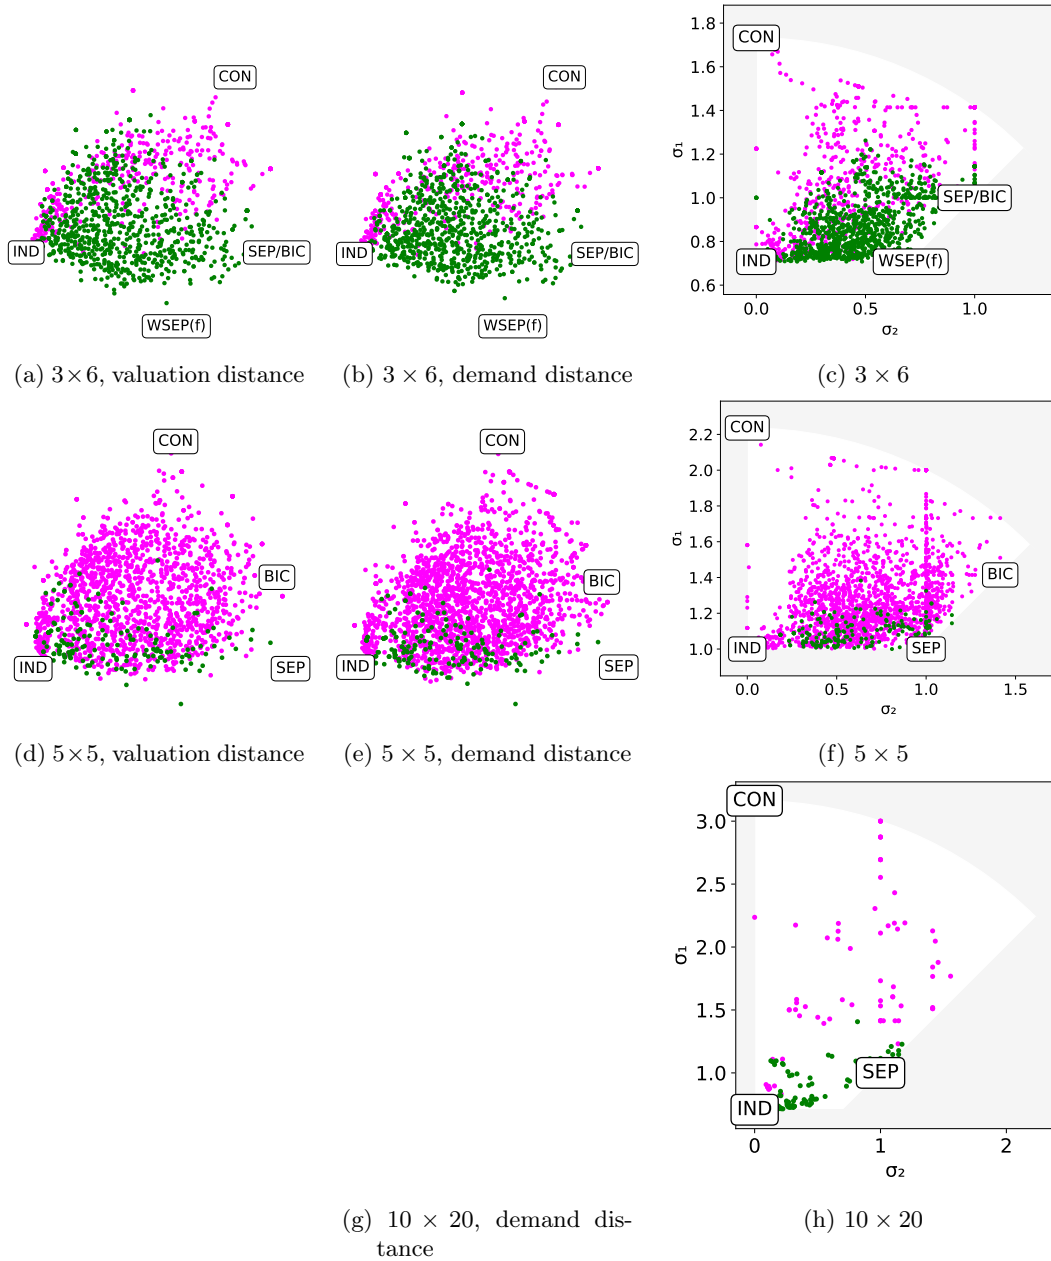 CON
IND
SEP/BIC
WSEP(f)
(a) 3×6, valuation distance
CON
IND
SEP/BIC
WSEP(f)
(b) 3 × 6, demand distance
1.8
1.6
1.4
1.2
1.0
0.8
0.6
σ₁
CON
SEP/BIC
IND
WSEP(f)
0.0
0.5
1.0
σ₂
(c) 3 × 6
CON
BIC
IND
SEP
(d) 5×5, valuation distance
CON
BIC
IND
SEP
(e) 5 × 5, demand distance
2.2
2.0
1.8
1.6
1.4
1.2
1.0
σ₁
CON
BIC
IND
SEP
0.0
0.5
1.0
1.5
σ₂
(f) 5 × 5
(g) 10 × 20, demand dis-
tance
3.0
2.5
2.0
1.5
1.0
σ₁
CON
SEP
IND
0
1
2
σ₂
(h) 10 × 20